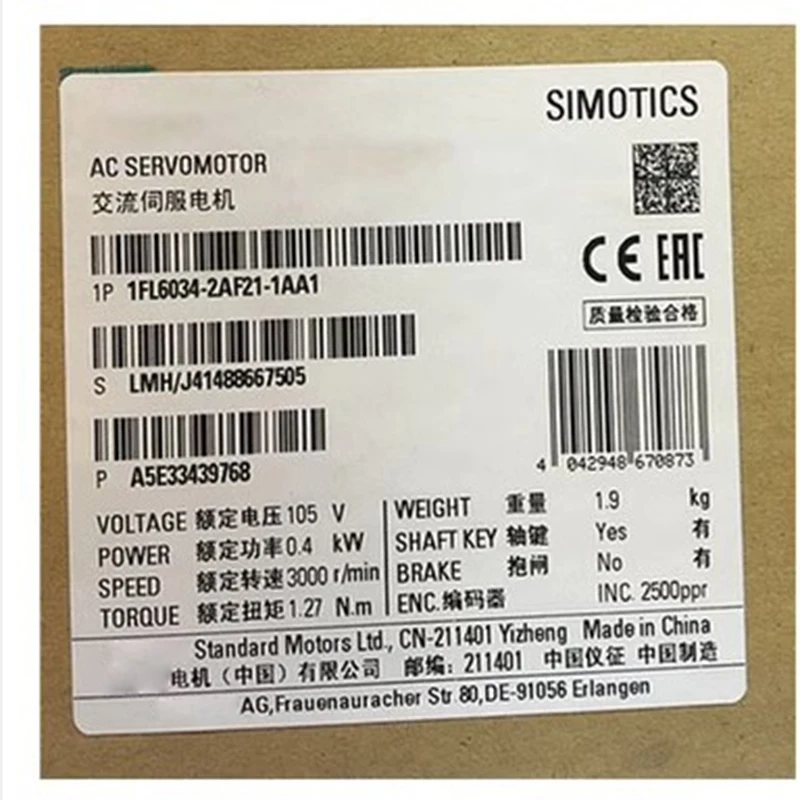 SIMOTICS
AC SERVOMOTOR
交流伺服电机
1P 1FL6034-2AF21-1AA1
CE EAC
质量检验合格
S LMH/J41488667505
P A5E33439768
4 042948 670873
VOLTAGE 额定电压 105 V
POWER 额定功率 0.4 kW
SPEED 额定转速 3000 r/min
TORQUE 额定扭矩 1.27 N.m
WEIGHT 重量 1.9 kg
SHAFT KEY 轴键 Yes 有
BRAKE 抱闸 No 有
ENC. 编码器 INC. 2500ppr
Standard Motors Ltd., CN-211401 Yizheng Made in China
电机（中国）有限公司 邮编：211401 中国仪征 中国制造
AG,Frauenauracher Str.80,DE-91056 Erlangen